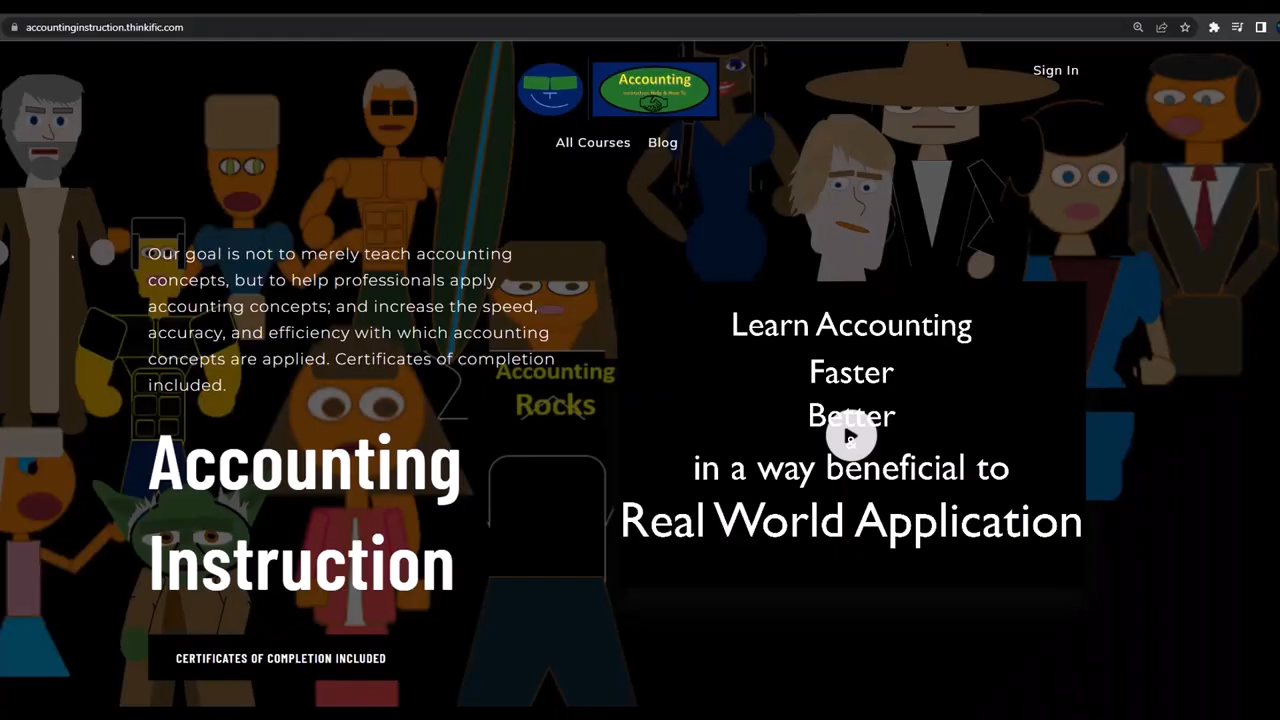 accountinginstruction.thinkific.com
Sign In
Accounting
All Courses Blog
Our goal is not to merely teach accounting
concepts, but to help professionals apply
accounting concepts; and increase the speed,
accuracy, and efficiency with which accounting
concepts are applied. Certificates of completion
included.
Accounting
Rocks
Accounting
Instruction
CERTIFICATES OF COMPLETION INCLUDED
Learn Accounting
Faster
Better
&
in a way beneficial to
Real World Application